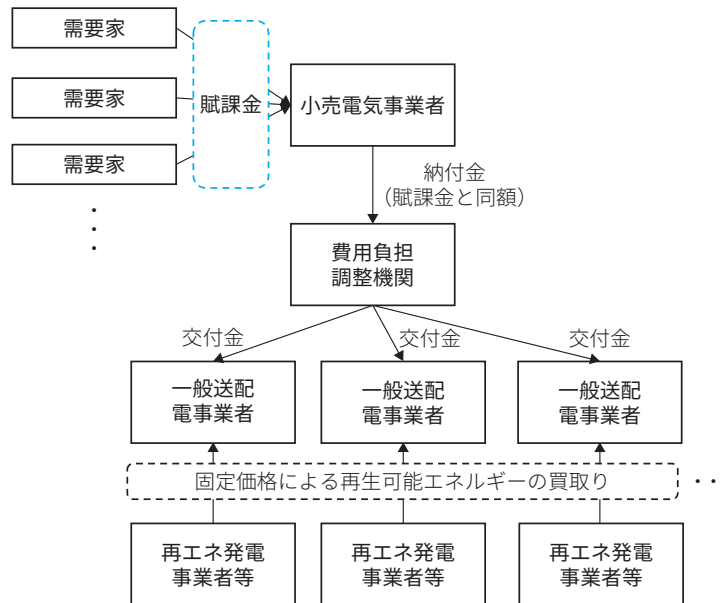 需要家
需要家
賦課金
小売電気事業者
需要家
納付金
（賦課金と同額）
費用負担
調整機関
交付金
交付金
交付金
一般送配
電事業者
一般送配
電事業者
一般送配
電事業者
固定価格による再生可能エネルギーの買取り
再エネ発電
事業者等
再エネ発電
事業者等
再エネ発電
事業者等